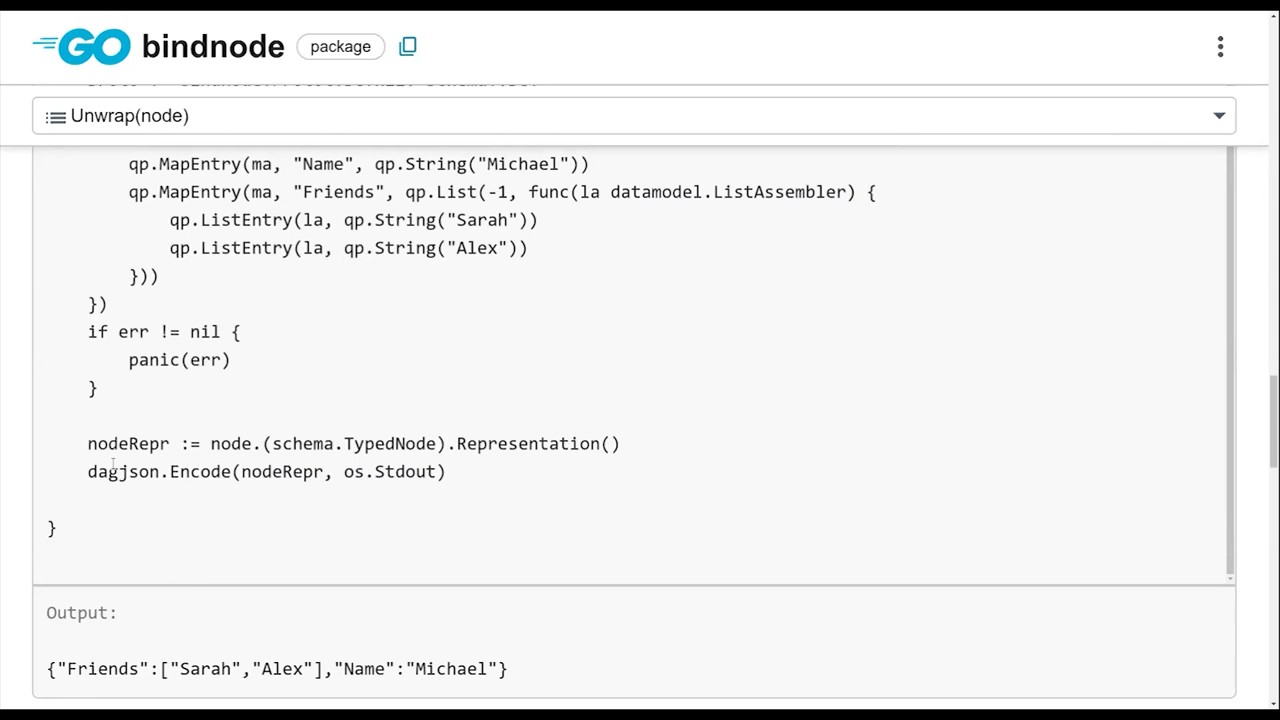 GO bindnode package
Unwrap(node)
qp.MapEntry(ma, "Name", qp.String("Michael"))
qp.MapEntry(ma, "Friends", qp.List(-1, func(la datamodel.ListAssembler) {
qp.ListEntry(la, qp.String("Sarah"))
qp.ListEntry(la, qp.String("Alex"))
}))
})
if err != nil {
panic(err)
}
nodeRepr := node.(schema.TypedNode).Representation()
dagjson.Encode(nodeRepr, os.Stdout)
}
Output:
{"Friends":["Sarah","Alex"],"Name":"Michael"}